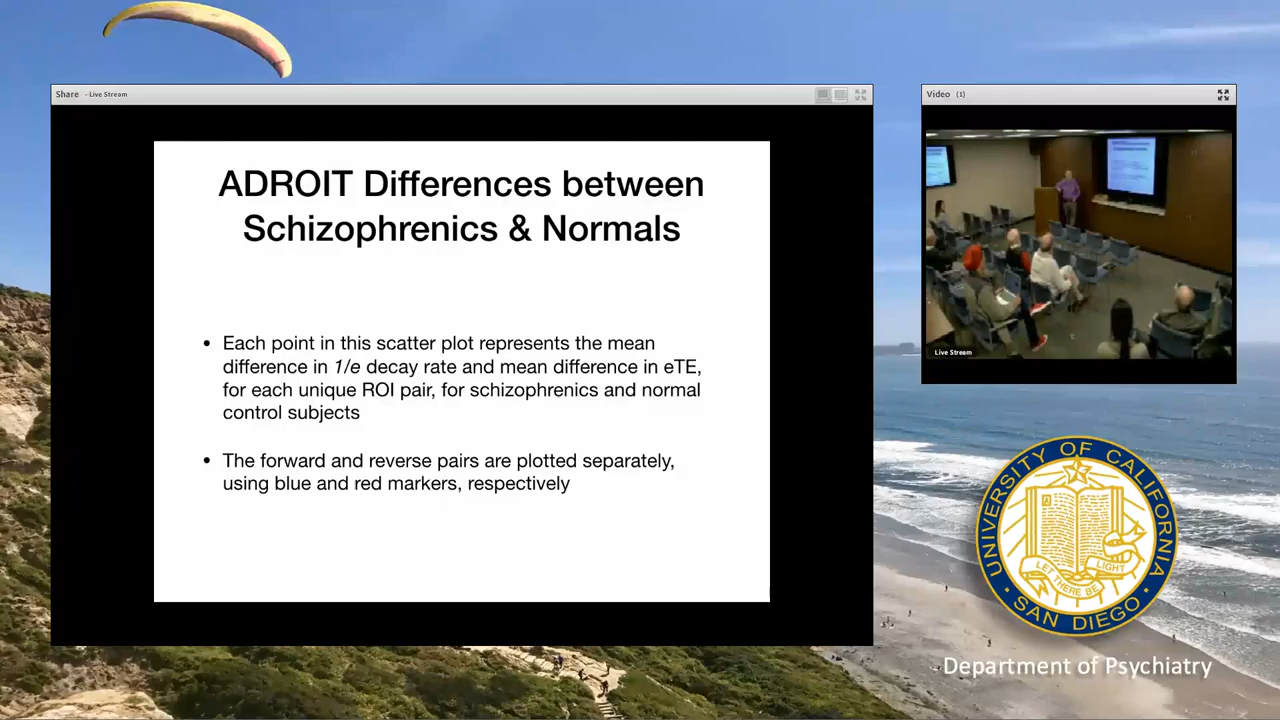 Share - Live Stream
Video (1)
ADROIT Differences between
Schizophrenics & Normals
• Each point in this scatter plot represents the mean
difference in 1/e decay rate and mean difference in eTE,
for each unique ROI pair, for schizophrenics and normal
control subjects
• The forward and reverse pairs are plotted separately,
using blue and red markers, respectively
Live Stream
UNIVERSITY OF CALIFORNIA
LET THERE BE LIGHT
• SAN DIEGO •
Department of Psychiatry